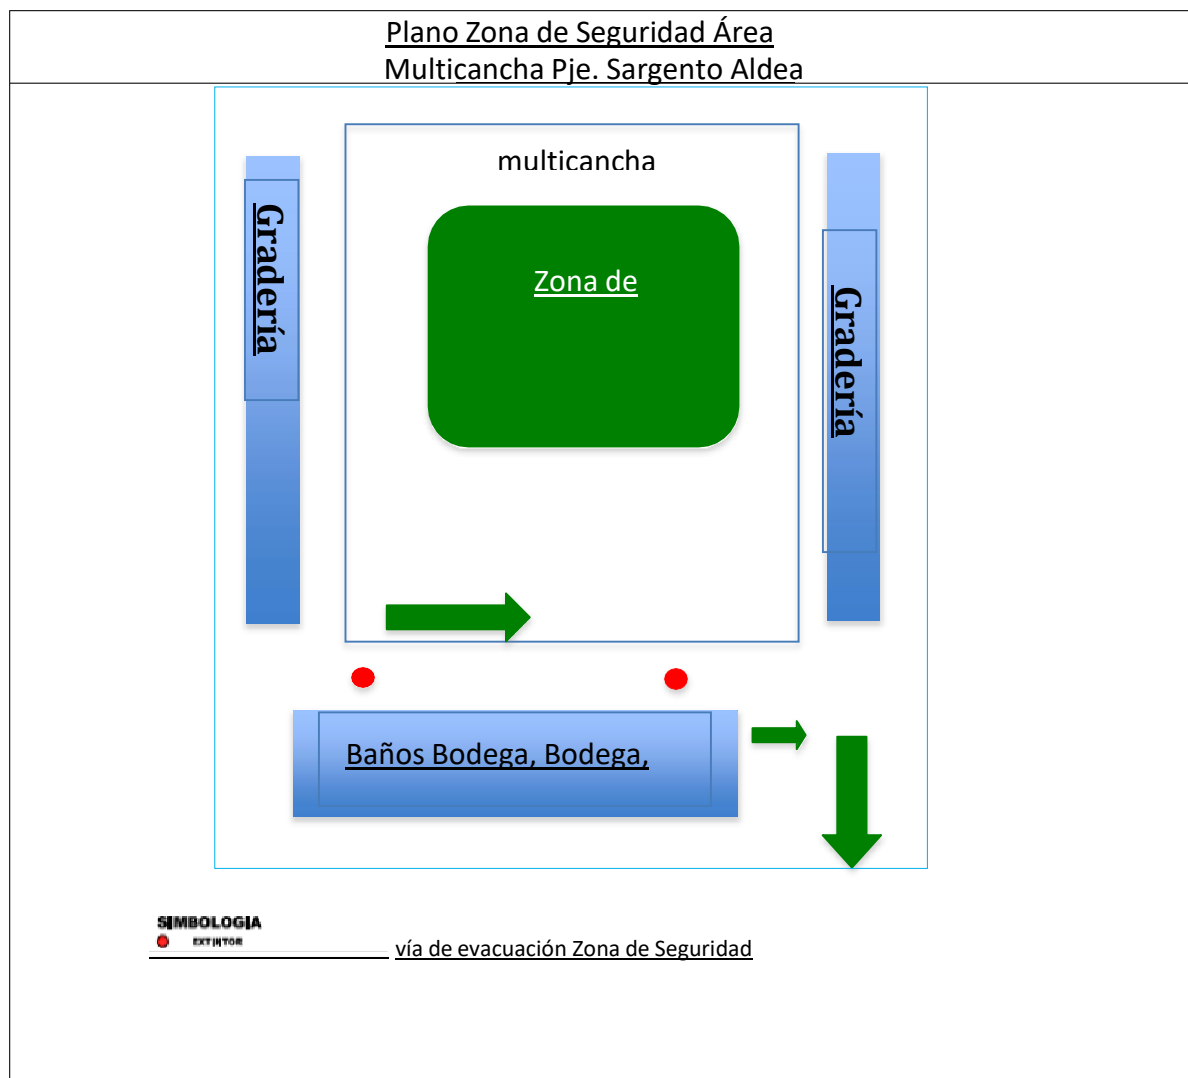 Plano Zona de Seguridad Área
Multicancha Pje. Sargento Aldea
multicancha
Gradería
Zona de
Gradería
Baños Bodega, Bodega,
SIMBOLOGIA
EXTINTOR
vía de evacuación Zona de Seguridad